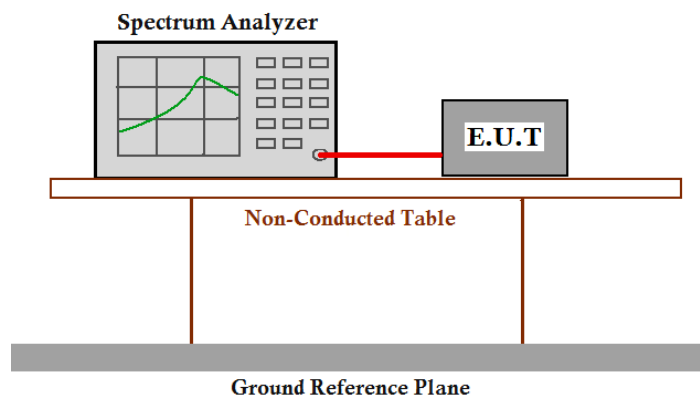 Spectrum Analyzer
E.U.T
Non-Conducted Table
Ground Reference Plane